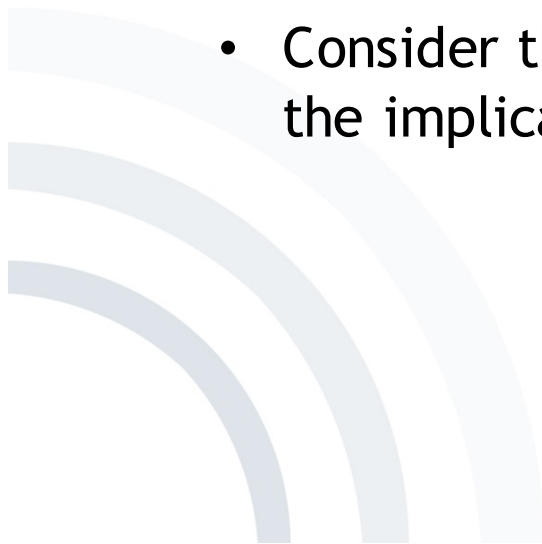 • Consider t
the implica